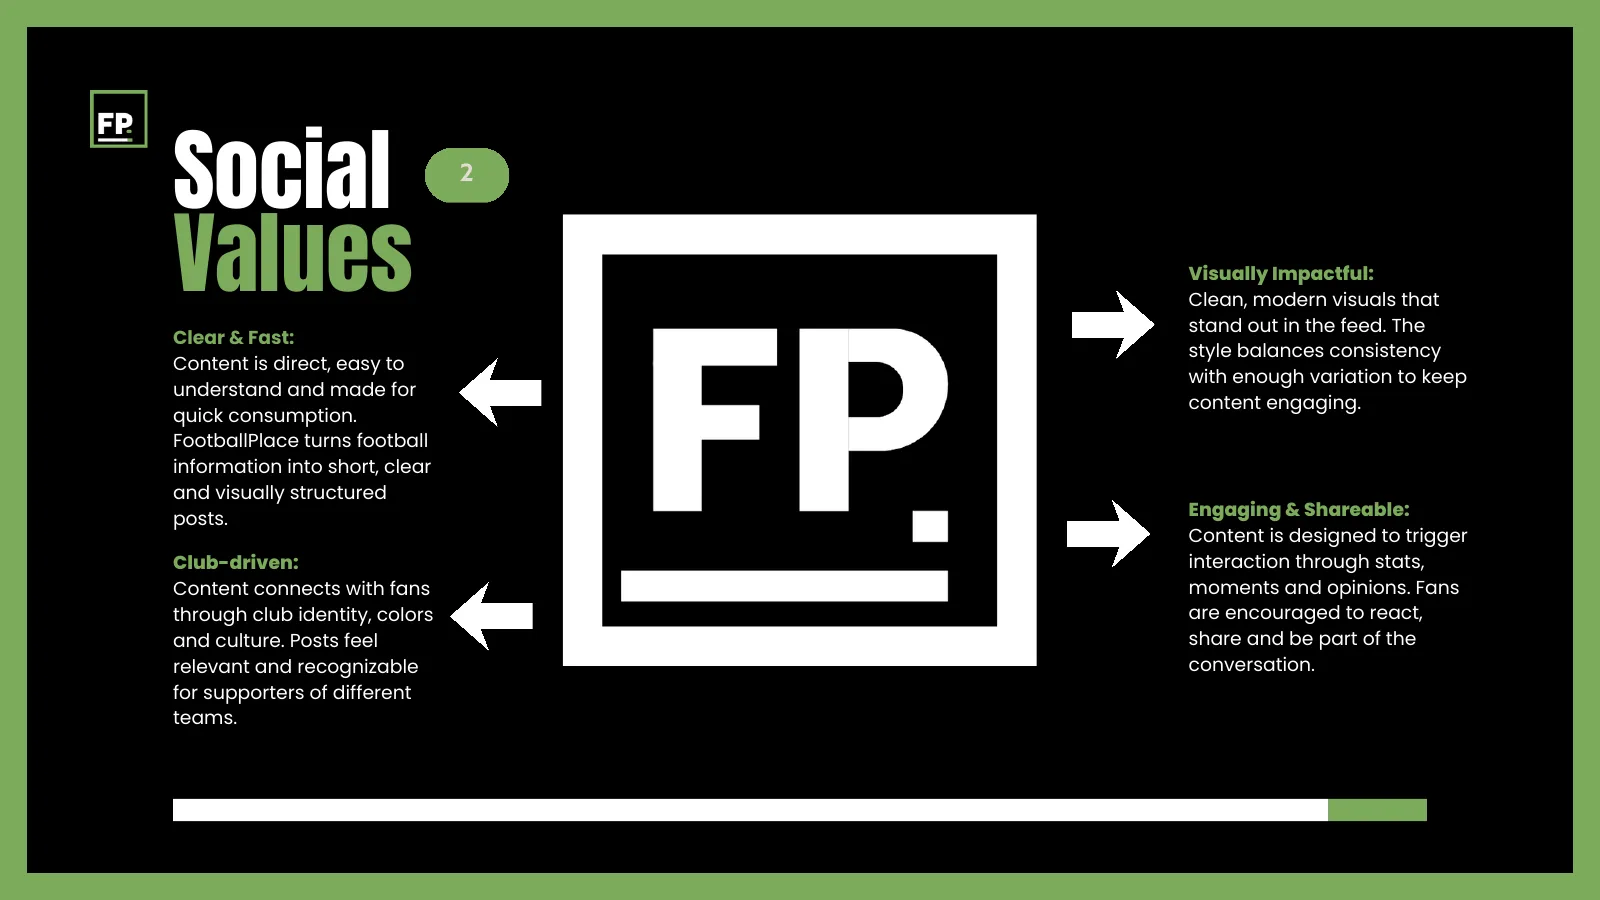 FP.
Social
Values
2
Clear & Fast:
Content is direct, easy to
understand and made for
quick consumption.
FootballPlace turns football
information into short, clear
and visually structured
posts.
Club-driven:
Content connects with fans
through club identity, colors
and culture. Posts feel
relevant and recognizable
for supporters of different
teams.
FP.
Visually Impactful:
Clean, modern visuals that
stand out in the feed. The
style balances consistency
with enough variation to keep
content engaging.
Engaging & Shareable:
Content is designed to trigger
interaction through stats,
moments and opinions. Fans
are encouraged to react,
share and be part of the
conversation.